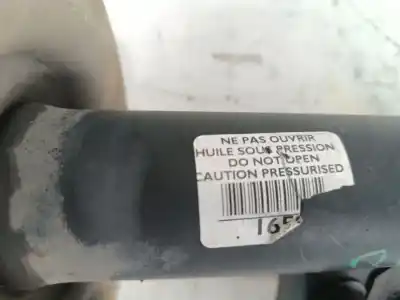 NE PAS OUVRIR
HUILE SOUS PRESSION
DO NOT OPEN
CAUTION PRESSURISED